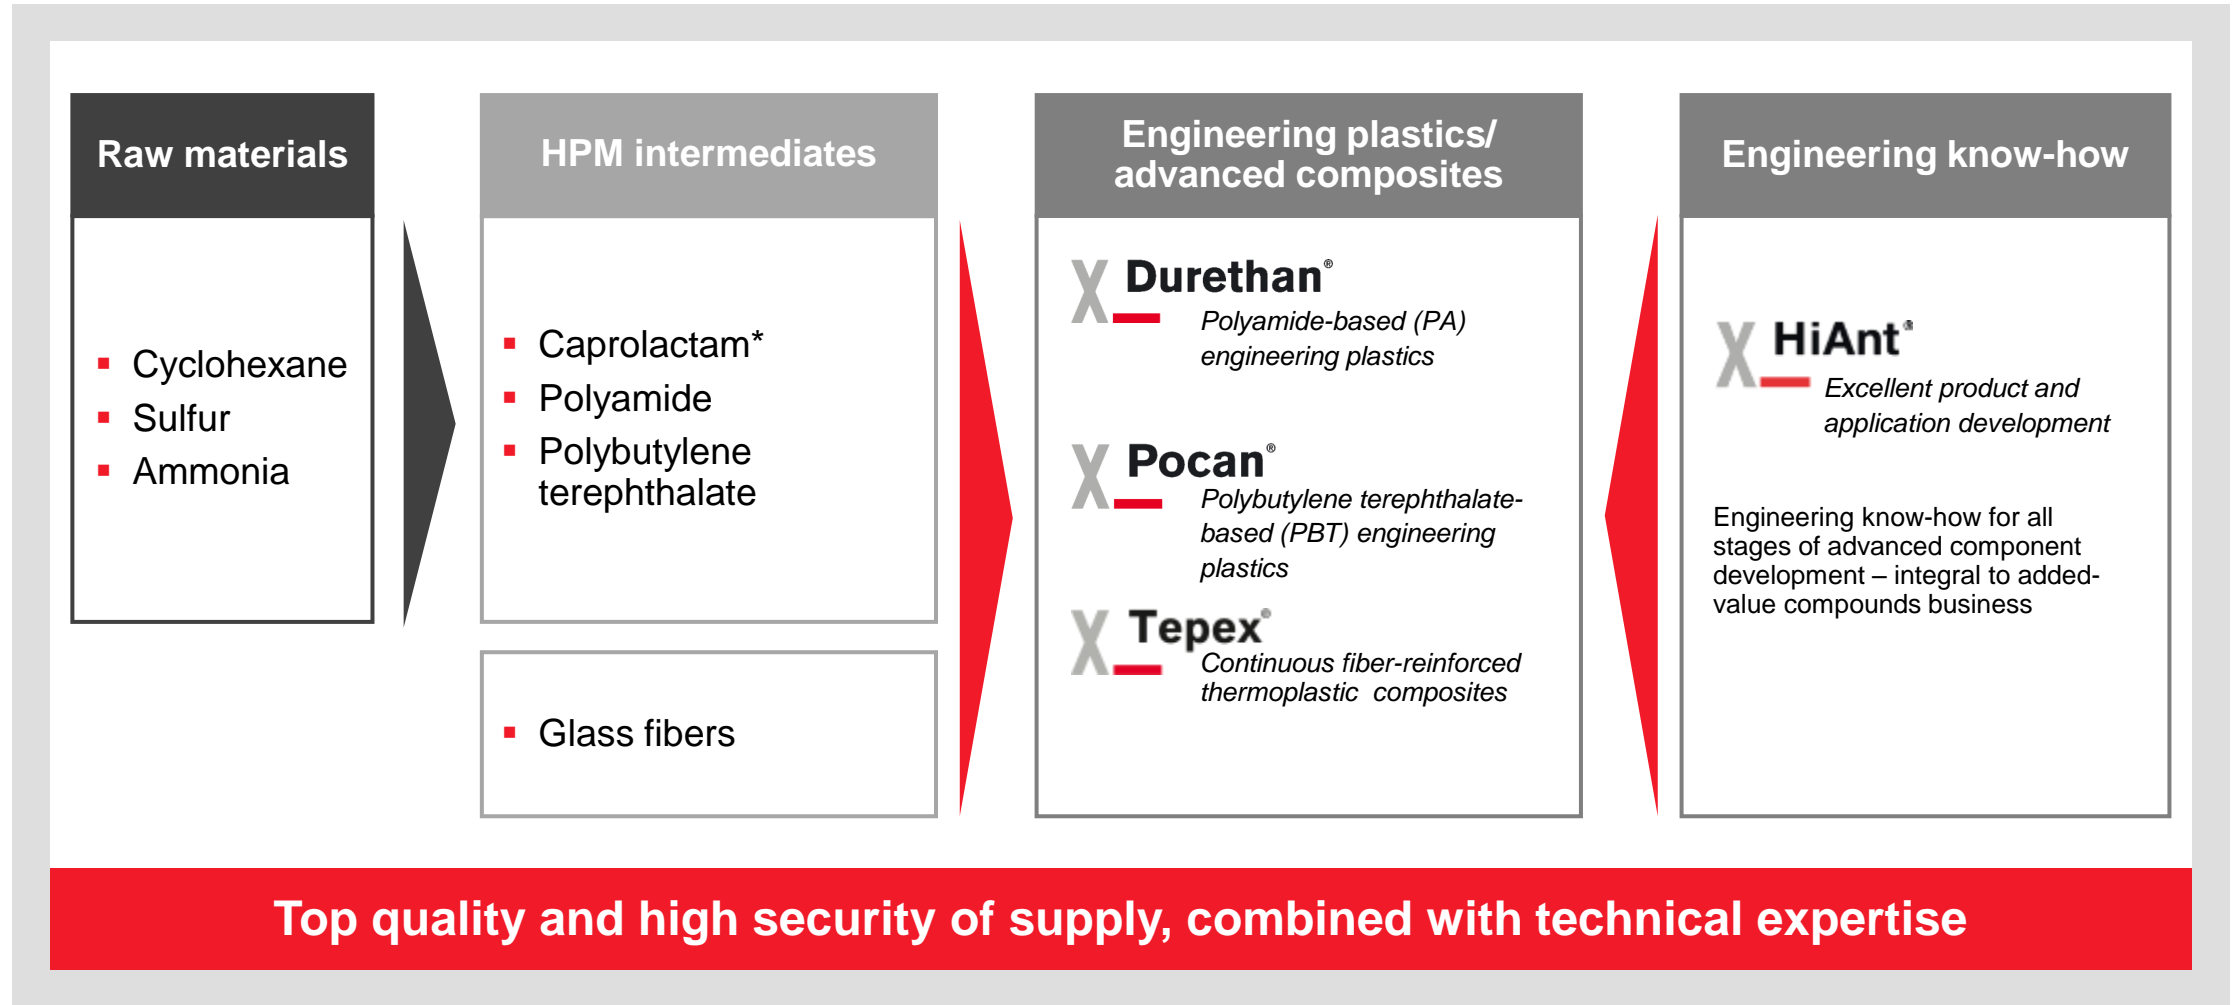 Raw materials
Cyclohexane
Sulfur
Ammonia
HPM intermediates
Caprolactam*
Polyamide
Polybutylene
terephthalate
Glass fibers
Engineering plastics/
advanced composites
Durethan®
Polyamide-based (PA)
engineering plastics
Pocan®
Polybutylene terephthalate-
based (PBT) engineering
plastics
Tepex®
Continuous fiber-reinforced
thermoplastic composites
Engineering know-how
HiAnt®
Excellent product and
application development
Engineering know-how for all
stages of advanced component
development – integral to added-
value compounds business
Top quality and high security of supply, combined with technical expertise